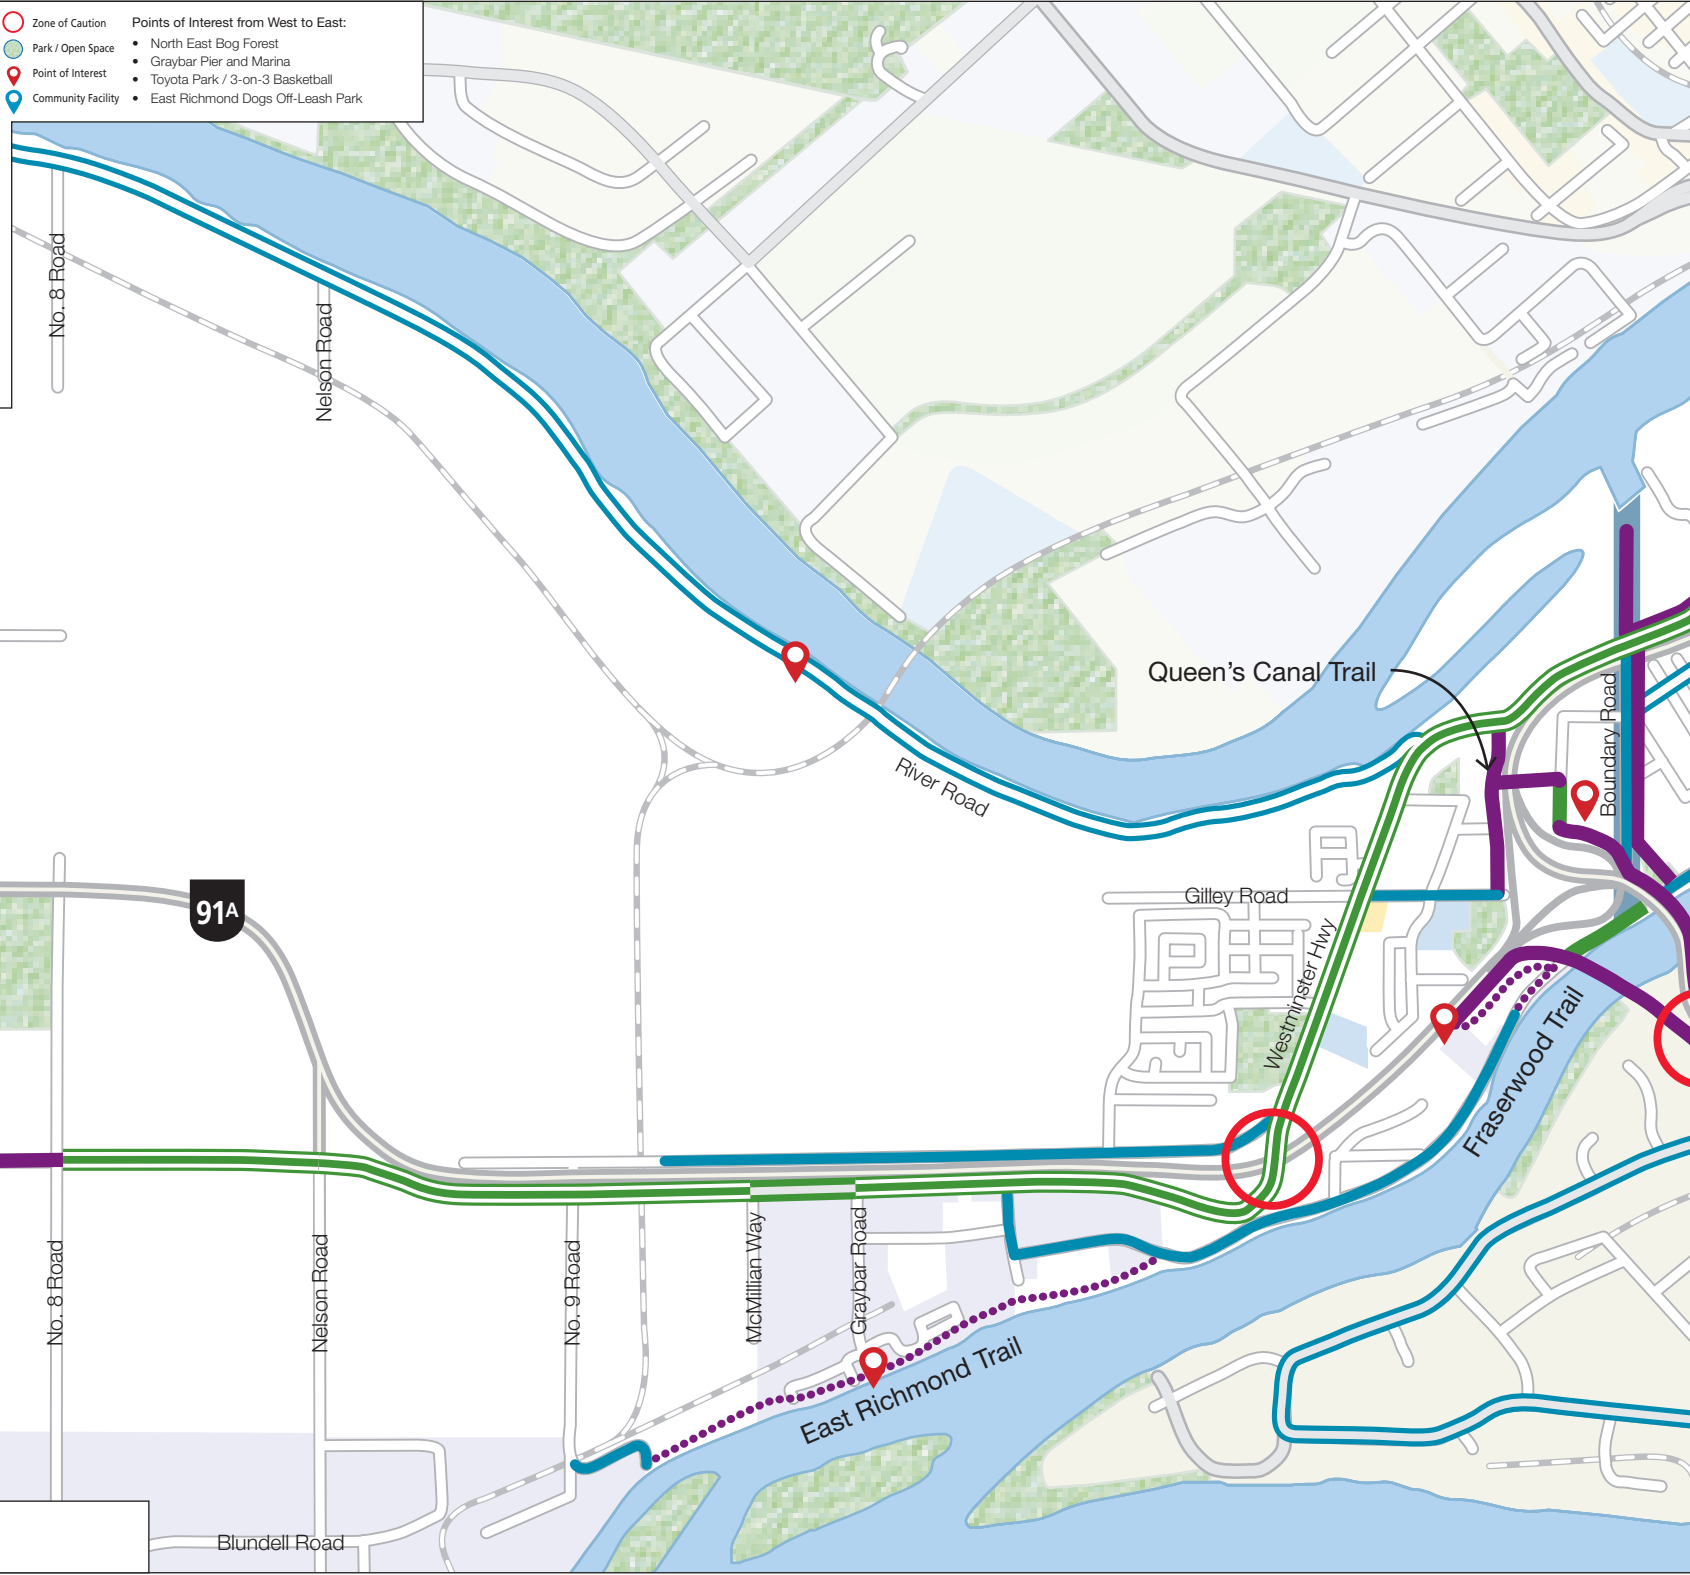 Zone of Caution
Park / Open Space
Point of Interest
Community Facility
Points of Interest from West to East:
• North East Bog Forest
• Graybar Pier and Marina
• Toyota Park / 3-on-3 Basketball
• East Richmond Dogs Off-Leash Park
No. 8 Road
Nelson Road
Queen's Canal Trail
Boundary Road
River Road
Gilley Road
91A
Westminster Hwy
Fraserwood Trail
No. 8 Road
Nelson Road
No. 9 Road
McMillian Way
Graybar Road
East Richmond Trail
Blundell Road